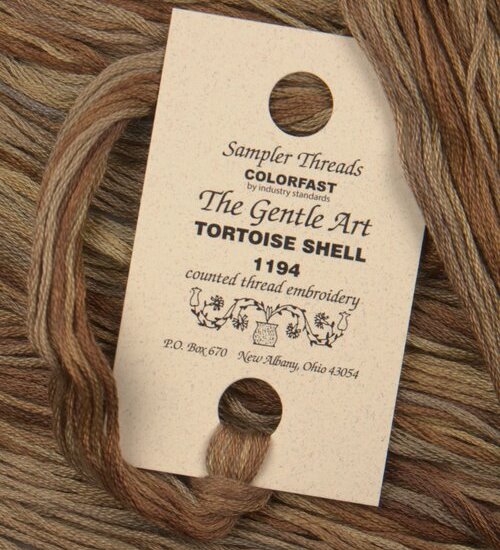 Sampler Threads
COLORFAST
by industry standards
The Gentle Art
TORTOISE SHELL
1194
counted thread embroidery
P.O. Box 670 New Albany, Ohio 43054